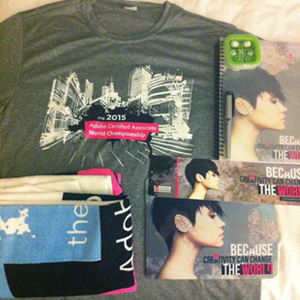 THE 2015
Adobe Certified Associate
World Championship
BECAUSE
CREATIVITY CAN CHANGE
THE WORLD
BECAUSE
CREATIVITY CAN CHANGE
THE WORLD
BECAUSE
CREATIVITY CAN CHANGE
THE WORLD
the
Adob
the